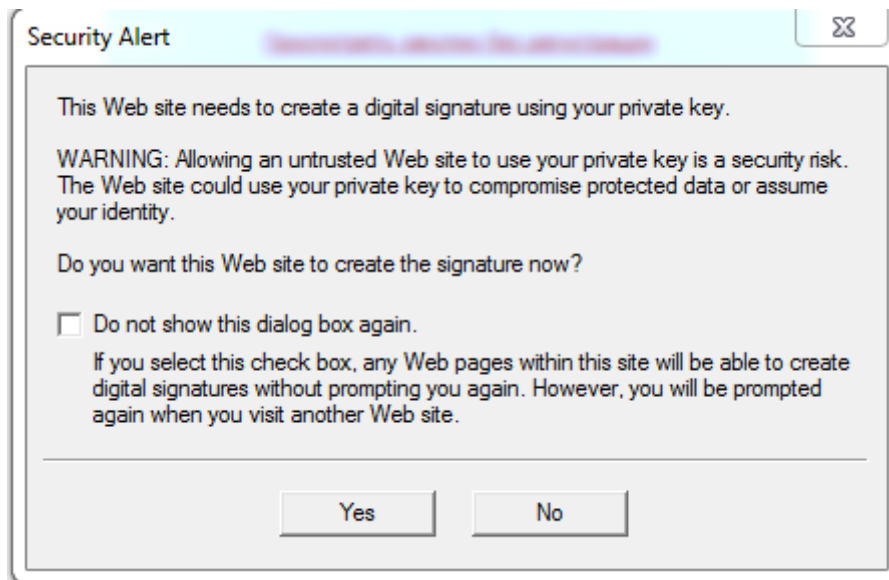 Security Alert
This Web site needs to create a digital signature using your private key.
WARNING: Allowing an untrusted Web site to use your private key is a security risk.
The Web site could use your private key to compromise protected data or assume
your identity.
Do you want this Web site to create the signature now?
Do not show this dialog box again.
If you select this check box, any Web pages within this site will be able to create
digital signatures without prompting you again. However, you will be prompted
again when you visit another Web site.
Yes
No